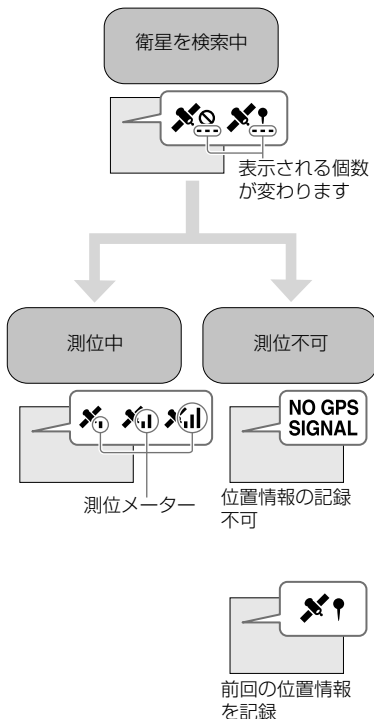 衛星を検索中
表示される個数
が変わります
測位中
測位不可
NO GPS
SIGNAL
測位メーター
位置情報の記録
不可
前回の位置情報
を記録